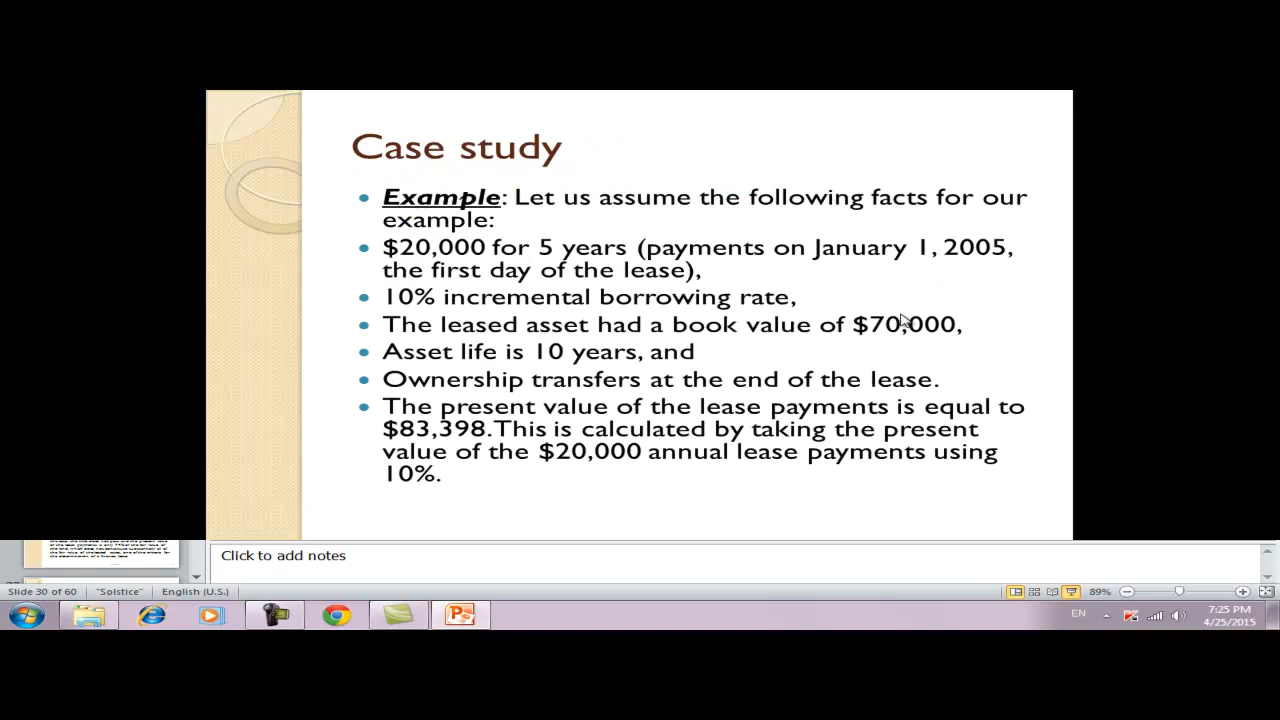 Case study
Example: Let us assume the following facts for our
example:
$20,000 for 5 years (payments on January 1, 2005,
the first day of the lease),
10% incremental borrowing rate,
The leased asset had a book value of $70,000,
Asset life is 10 years, and
Ownership transfers at the end of the lease.
The present value of the lease payments is equal to
$83,398. This is calculated by taking the present
value of the $20,000 annual lease payments using
10%.
Click to add notes
Slide 30 of 60 "Solstice" English (U.S.) 89%
EN 7:25 PM
4/25/2015